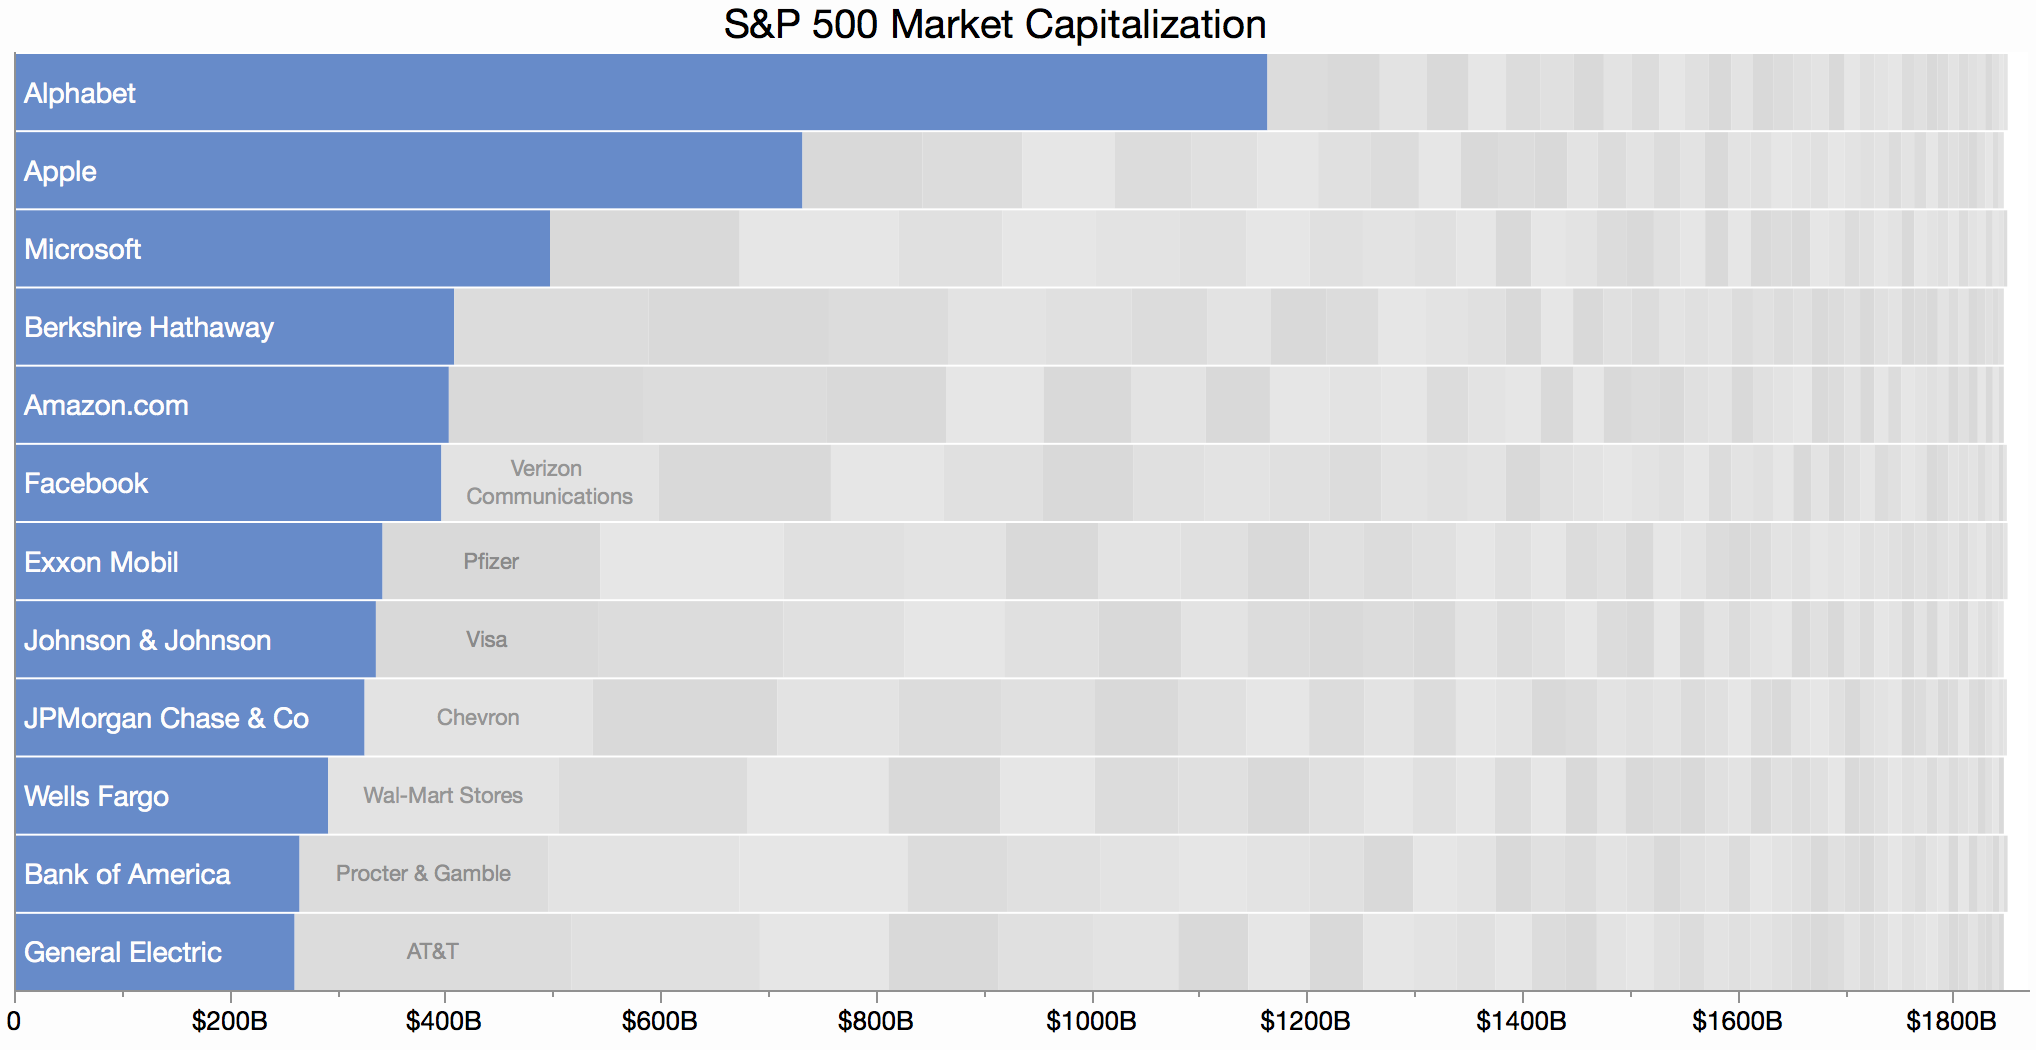 S&P 500 Market Capitalization
Alphabet
Apple
Microsoft
Berkshire Hathaway
Amazon.com
Facebook
Verizon
Communications
Exxon Mobil
Pfizer
Johnson & Johnson
Visa
JPMorgan Chase & Co
Chevron
Wells Fargo
Wal-Mart Stores
Bank of America
Procter & Gamble
General Electric
AT&T
0 $200B $400B $600B $800B $1000B $1200B $1400B $1600B $1800B